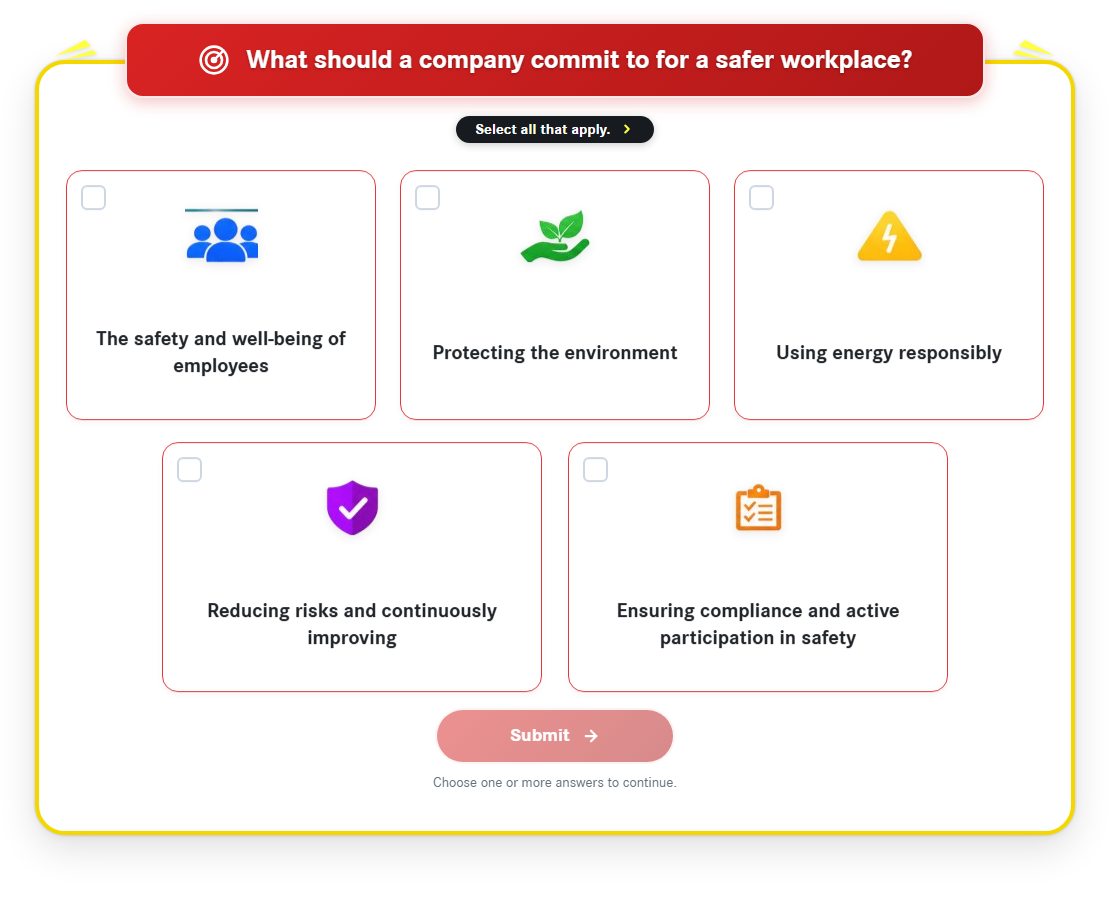 What should a company commit to for a safer workplace?
Select all that apply.
The safety and well-being of
employees
Protecting the environment
Using energy responsibly
Reducing risks and continuously
improving
Ensuring compliance and active
participation in safety
Submit
Choose one or more answers to continue.